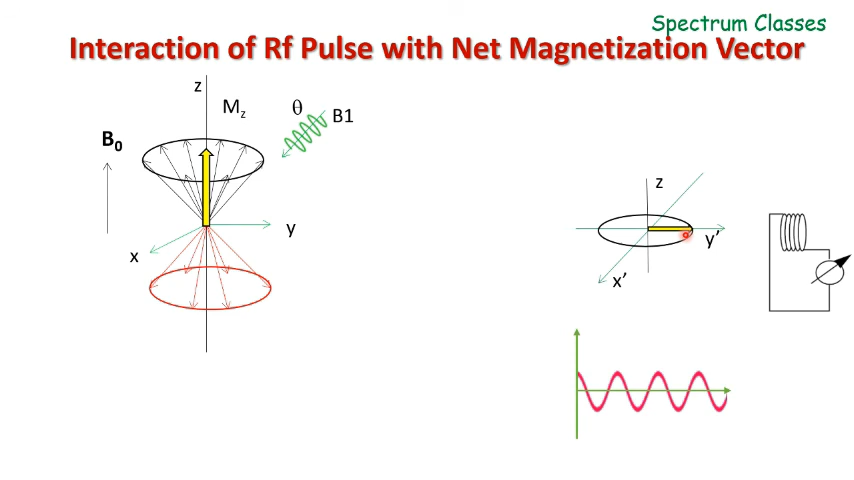 Spectrum Classes
Interaction of Rf Pulse with Net Magnetization Vector
z
Mz
θ
B1
B0
y
x
z
y’
x’